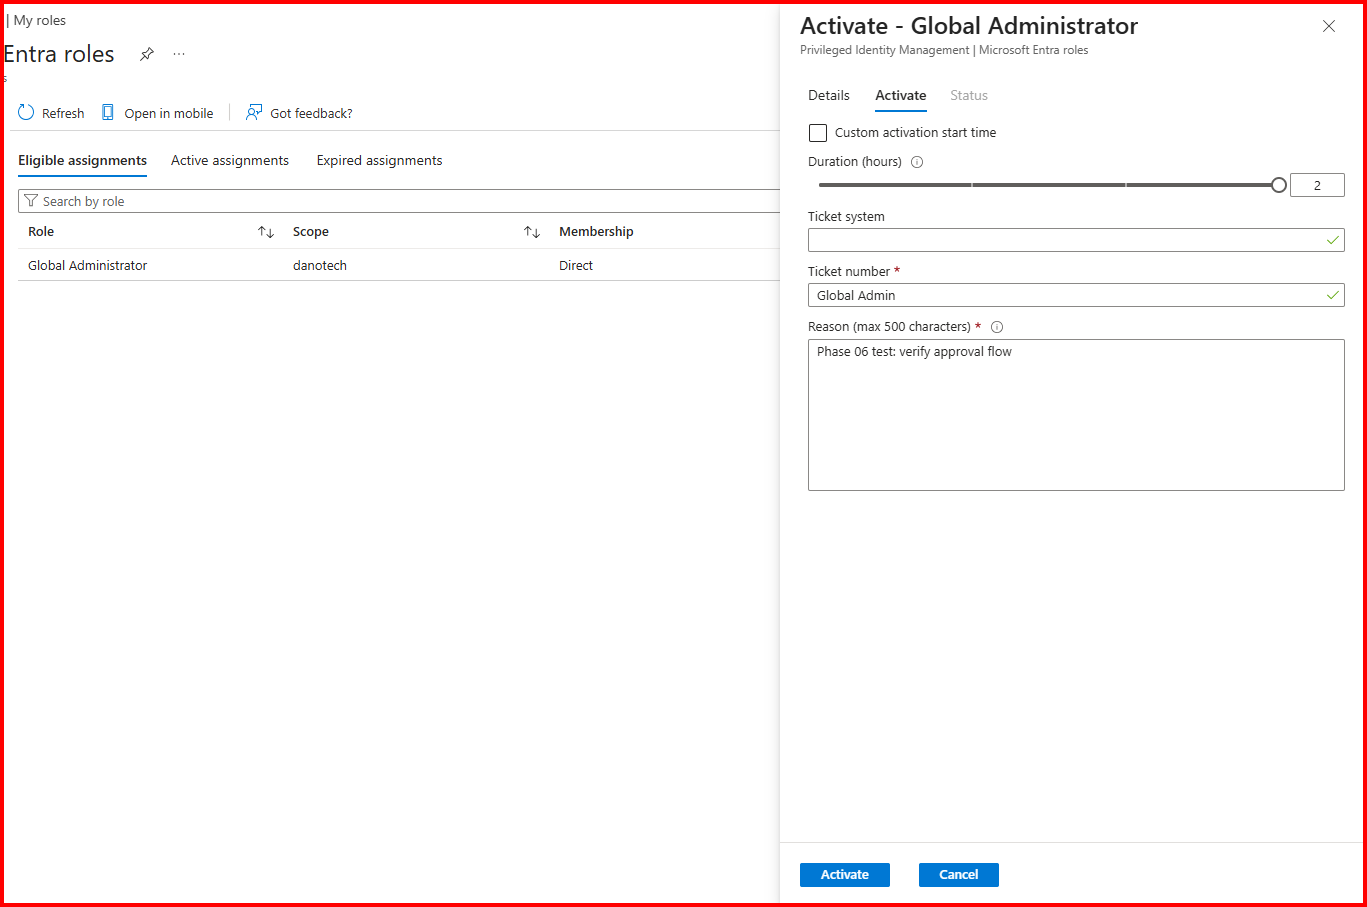 | My roles
Entra roles
s
Refresh Open in mobile Got feedback?
Eligible assignments Active assignments Expired assignments
Search by role
Role Scope Membership
Global Administrator danotech Direct
Activate - Global Administrator
Privileged Identity Management | Microsoft Entra roles
Details Activate Status
Custom activation start time
Duration (hours)
2
Ticket system
Ticket number *
Global Admin
Reason (max 500 characters) *
Phase 06 test: verify approval flow
Activate Cancel